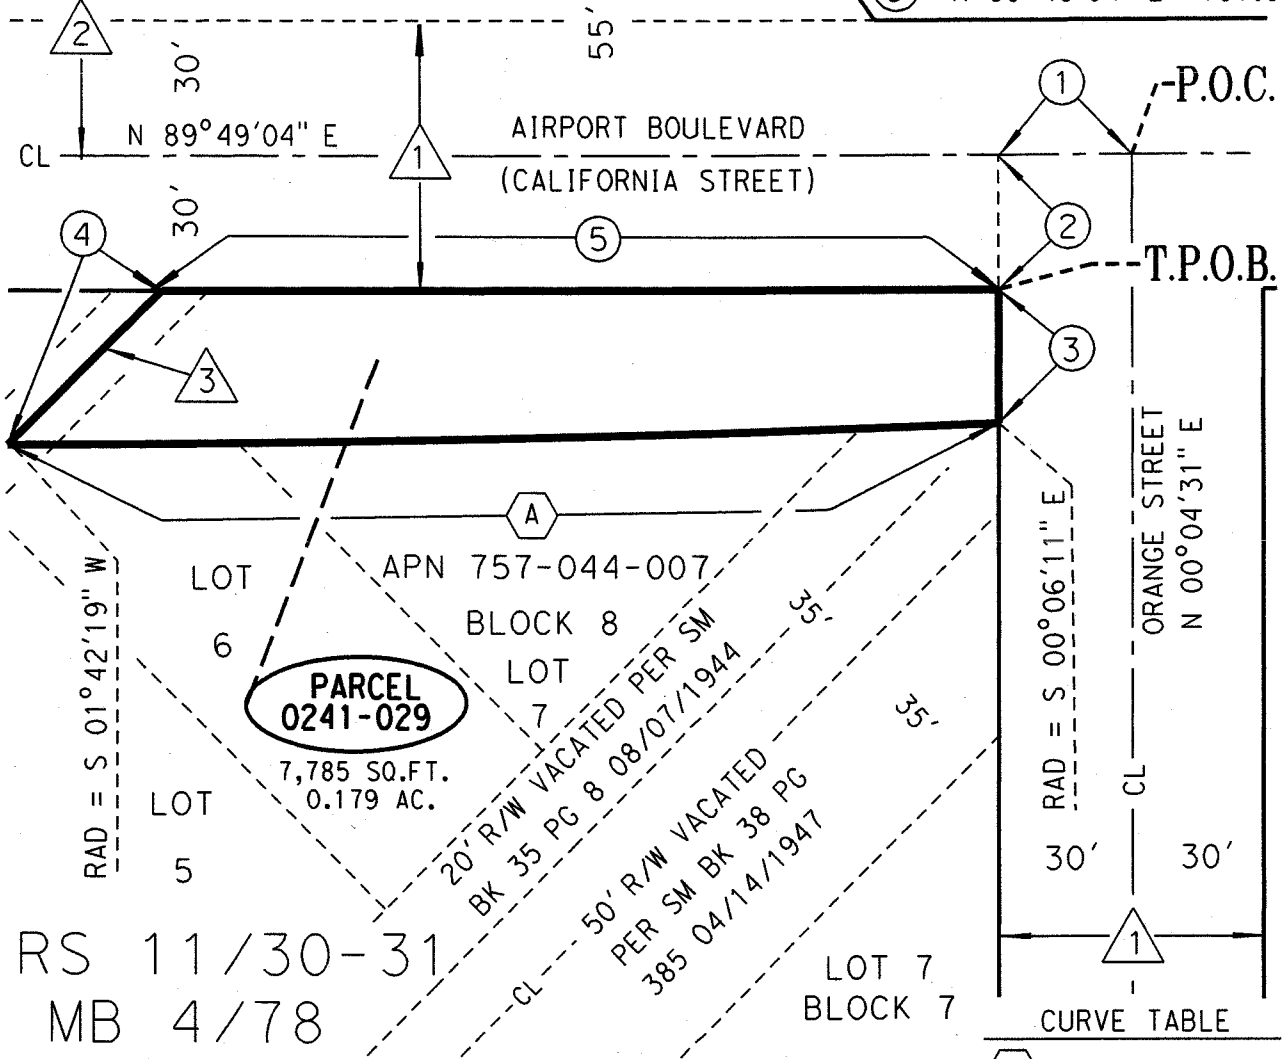 2
30'
55'
1
P.O.C.
CL
N 89°49'04" E
1
AIRPORT BOULEVARD
(CALIFORNIA STREET)
30'
4
5
2
T.P.O.B.
3
3
A
RAD = S 01°42'19" W
LOT
6
APN 757-044-007
BLOCK 8
LOT
7
35'
35'
PARCEL
0241-029
7,785 SQ.FT.
0.179 AC.
LOT
5
20' R/W VACATED PER SM
BK 35 PG 8 08/07/1944
CL
50' R/W VACATED
PER SM BK 38 PG
385 04/14/1947
RAD = S 00°06'11" E
ORANGE STREET
N 00°04'31" E
CL
30'
30'
1
RS 11/30-31
MB 4/78
LOT 7
BLOCK 7
CURVE TABLE